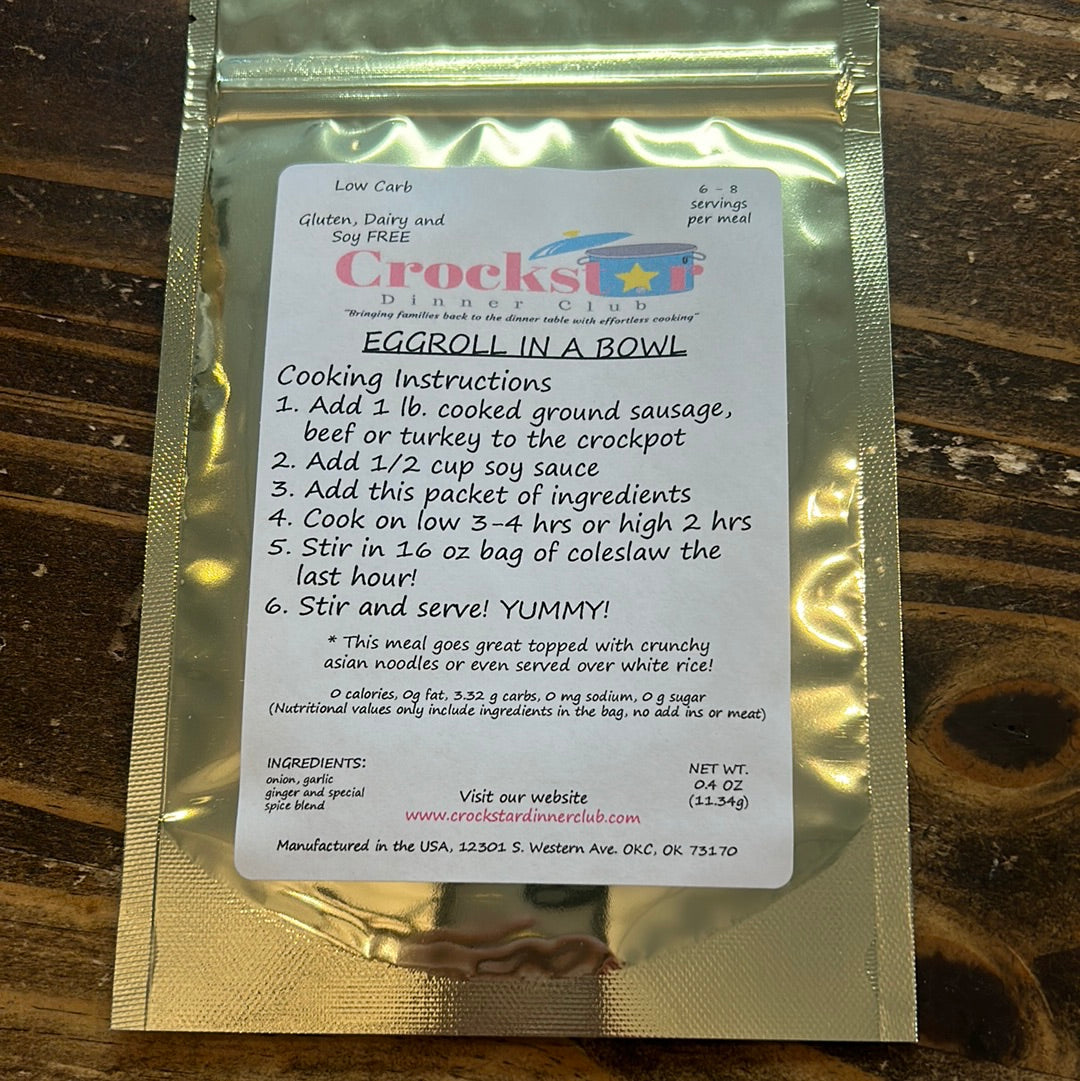 Low Carb
6 - 8
servings
per meal
Gluten, Dairy and
Soy FREE
Crockstar
Dinner Club
"Bringing families back to the dinner table with effortless cooking"
EGGROLL IN A BOWL
Cooking Instructions
1. Add 1 lb. cooked ground sausage,
beef or turkey to the crockpot
2. Add 1/2 cup soy sauce
3. Add this packet of ingredients
4. Cook on low 3-4 hrs or high 2 hrs
5. Stir in 16 oz bag of coleslaw the
last hour!
6. Stir and serve! YUMMY!
* This meal goes great topped with crunchy
asian noodles or even served over white rice!
0 calories, 0g fat, 3.32 g carbs, 0 mg sodium, 0 g sugar
(Nutritional values only include ingredients in the bag, no add ins or meat)
INGREDIENTS:
onion, garlic
ginger and special
spice blend
Visit our website
www.crockstardinnerclub.com
NET WT.
0.4 OZ
(11.34g)
Manufactured in the USA, 12301 S. Western Ave. OKC, OK 73170